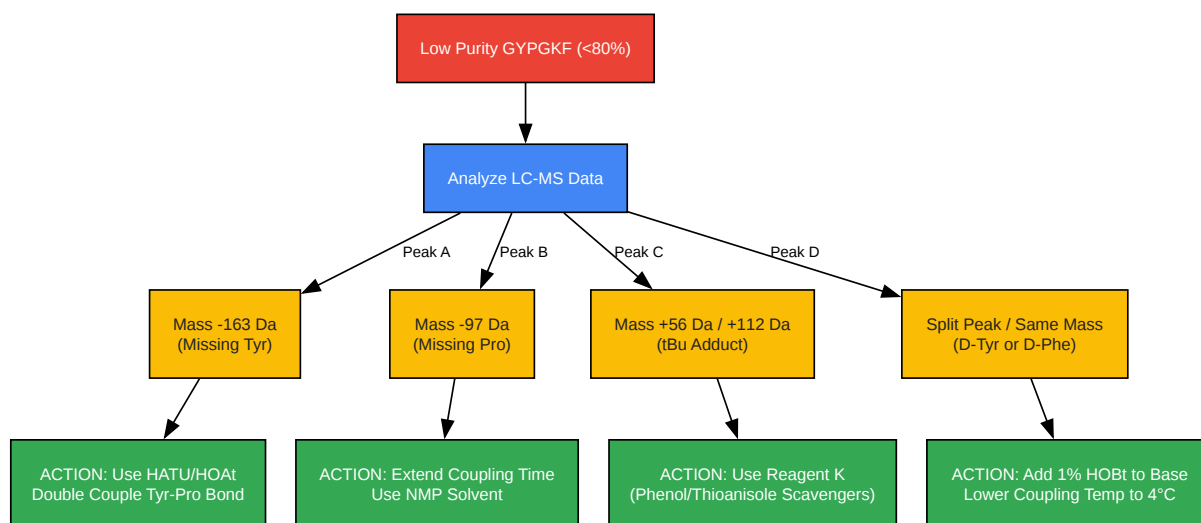 Low Purity GYPGKF (<80%)
Analyze LC-MS Data
Peak A
Peak B
Peak C
Peak D
Mass -163 Da
(Missing Tyr)
Mass -97 Da
(Missing Pro)
Mass +56 Da / +112 Da
(tBu Adduct)
Split Peak / Same Mass
(D-Tyr or D-Phe)
ACTION: Use HATU/HOAt
Double Couple Tyr-Pro Bond
ACTION: Extend Coupling Time
Use NMP Solvent
ACTION: Use Reagent K
(Phenol/Thioanisole Scavengers)
ACTION: Add 1% HOBt to Base
Lower Coupling Temp to 4°C